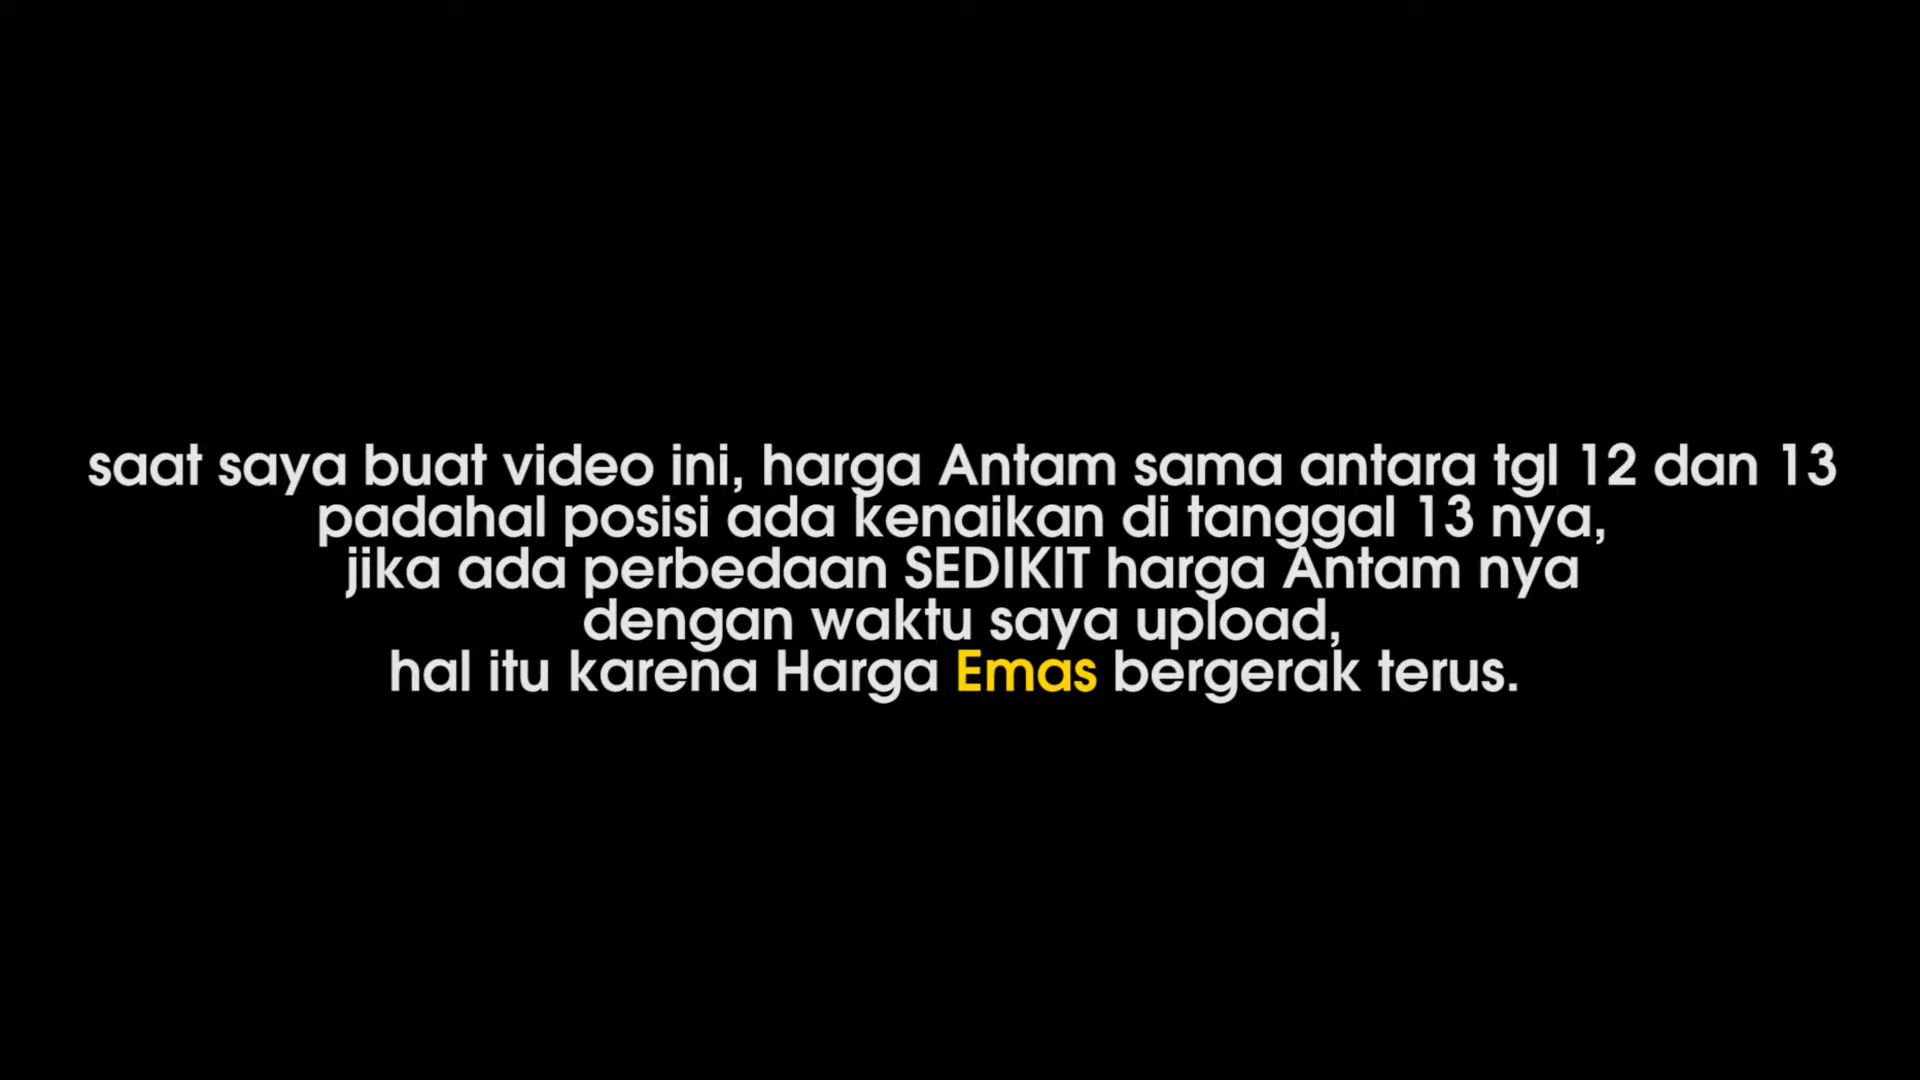 saat saya buat video ini, harga Antam sama antara tgl 12 dan 13
padahal posisi ada kenaikan di tanggal 13 nya,
jika ada perbedaan SEDIKIT harga Antam nya
dengan waktu saya upload,
hal itu karena Harga Emas bergerak terus.